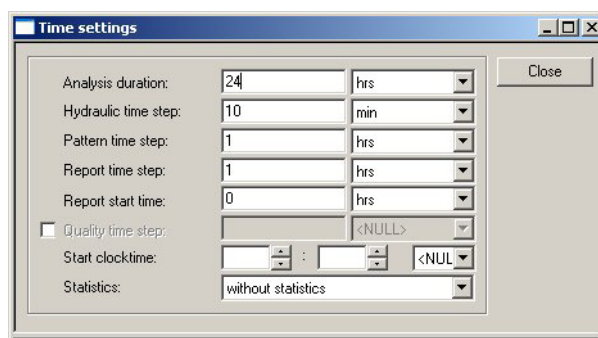 Time settings
Close
Analysis duration: 24 hrs
Hydraulic time step: 10 min
Pattern time step: 1 hrs
Report time step: 1 hrs
Report start time: 0 hrs
Quality time step: <NULL>
Start clocktime: : <NUL
Statistics: without statistics